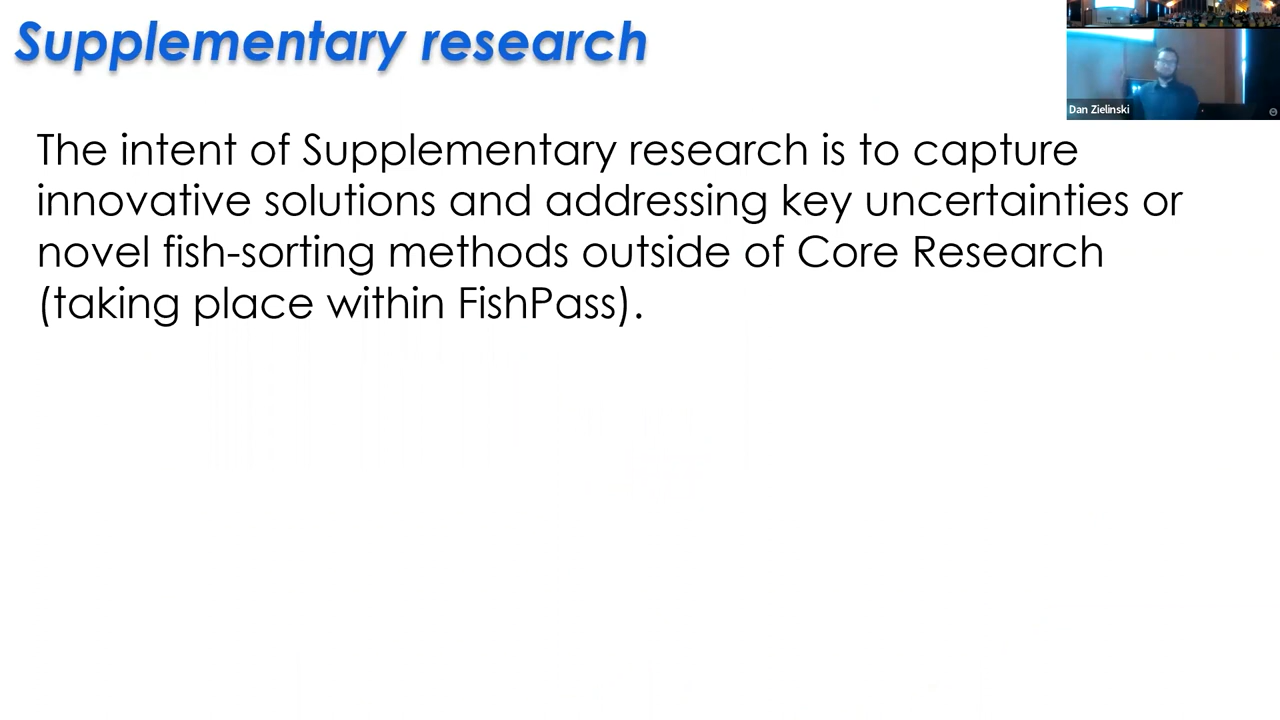 Supplementary research
Dan Zielinski
The intent of Supplementary research is to capture
innovative solutions and addressing key uncertainties or
novel fish-sorting methods outside of Core Research
(taking place within FishPass).